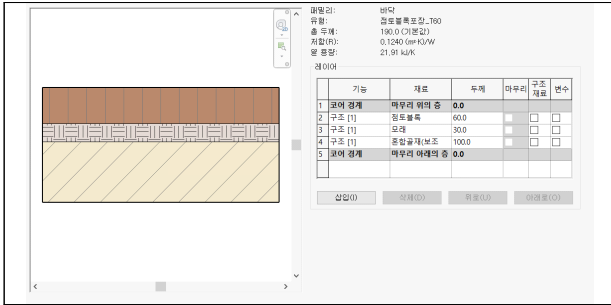 패밀리: 바닥
유형: 점토블록포장_T60
총 두께: 190.0 (기본값)
저항(R): 0.1240 (m²·K)/W
열 용량: 21.91 kJ/K
레이어
기능 재료 두께 마무리 구조 재료 변수
1 코어 경계 마무리 위의 층 0.0
2 구조 [1] 점토블록 60.0
3 구조 [1] 모래 30.0
4 구조 [1] 혼합골재(보조 100.0
5 코어 경계 마무리 아래의 층 0.0
삽입(I) 삭제(D) 위로(U) 아래로(O)